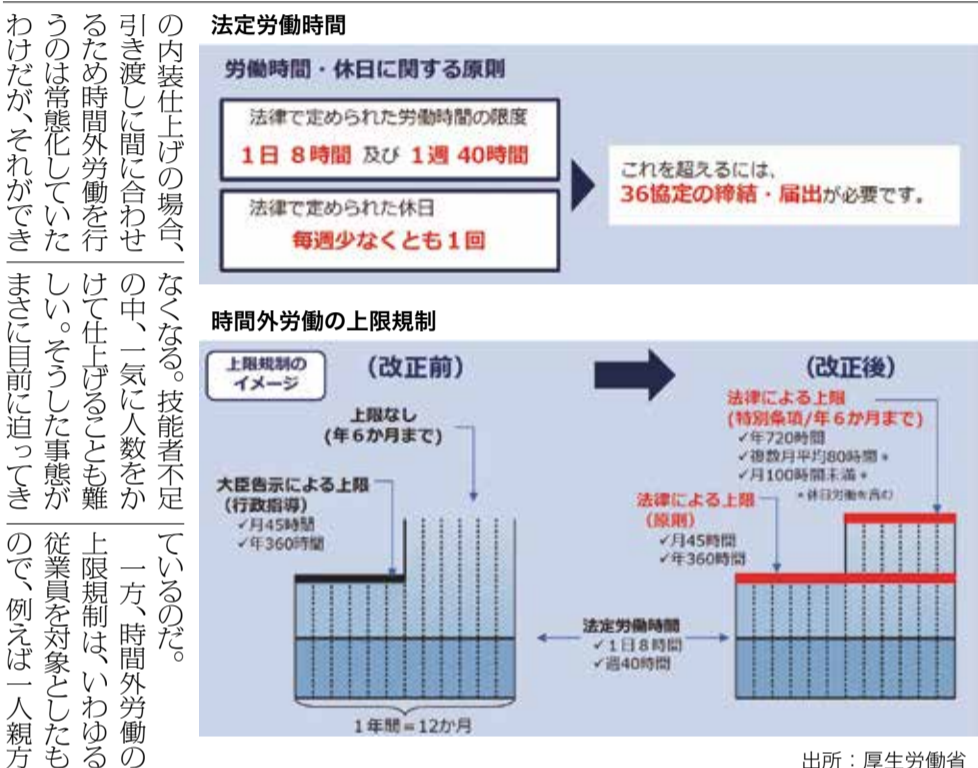 の内装仕上げの場合、
引き渡しに間に合わせ
るため時間外労働を行
うのは常態化していた
わけだが、それができ
なくなる。技能者不足
の中、一気に人数をか
けて仕上げることも難
しい。そうした事態が
まさに目前に迫ってき
ているのだ。
一方、時間外労働の
上限規制は、いわゆる
従業員を対象としたも
ので、例えば一人親方
法定労働時間
労働時間・休日に関する原則
法律で定められた労働時間の限度
1日 8時間 及び 1週 40時間
法律で定められた休日
毎週少なくとも1回
これを超えるには、
36協定の締結・届出が必要です。
時間外労働の上限規制
上限規制の
イメージ
(改正前)
(改正後)
上限なし
(年6か月まで)
大臣告示による上限
(行政指導)
✓月45時間
✓年360時間
法律による上限
(特別条項/年6か月まで)
✓年720時間
✓複数月平均80時間*
✓月100時間未満*
*休日労働を含む
法律による上限
(原則)
✓月45時間
✓年360時間
法定労働時間
✓1日8時間
✓週40時間
1年間=12か月
出所:厚生労働省